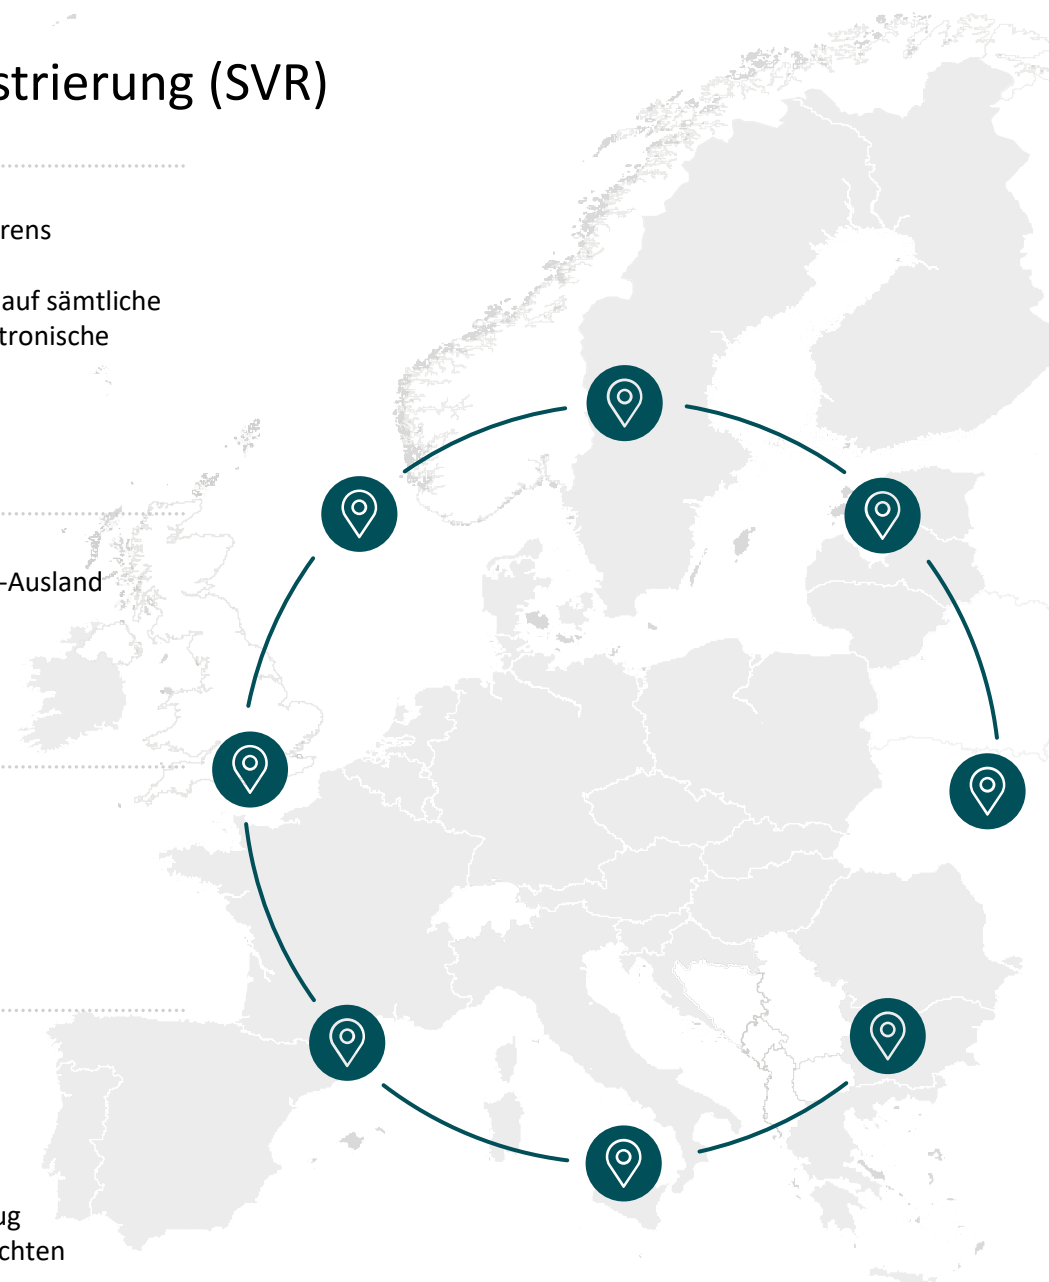 strierung (SVR)
rens
auf sämtliche
tronische
-Ausland
ug
chten